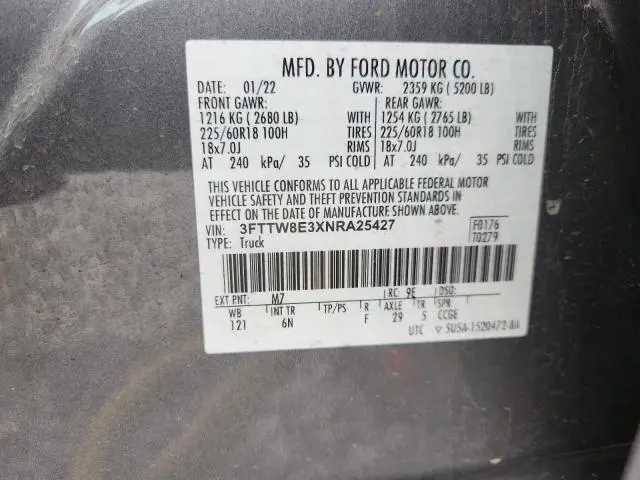 MFD. BY FORD MOTOR CO.
DATE: 01/22 GVWR: 2359 KG ( 5200 LB)
FRONT GAWR: REAR GAWR:
1216 KG ( 2680 LB) WITH 1254 KG ( 2765 LB) WITH
225/60R18 100H TIRES 225/60R18 100H TIRES
18x7.0J RIMS 18x7.0J RIMS
AT 240 kPa/ 35 PSI COLD AT 240 kPa/ 35 PSI COLD
THIS VEHICLE CONFORMS TO ALL APPLICABLE FEDERAL MOTOR
VEHICLE SAFETY AND THEFT PREVENTION STANDARDS IN
EFFECT ON THE DATE OF MANUFACTURE SHOWN ABOVE.
VIN: 3FTTW8E3XNRA25427 F0176
TYPE: Truck T0279
EXT PNT: M7 RC: 9E DSO:
WB INT TR TP/PS R AXLE TR SPR
121 6N F 29 5 CCGE
UTC